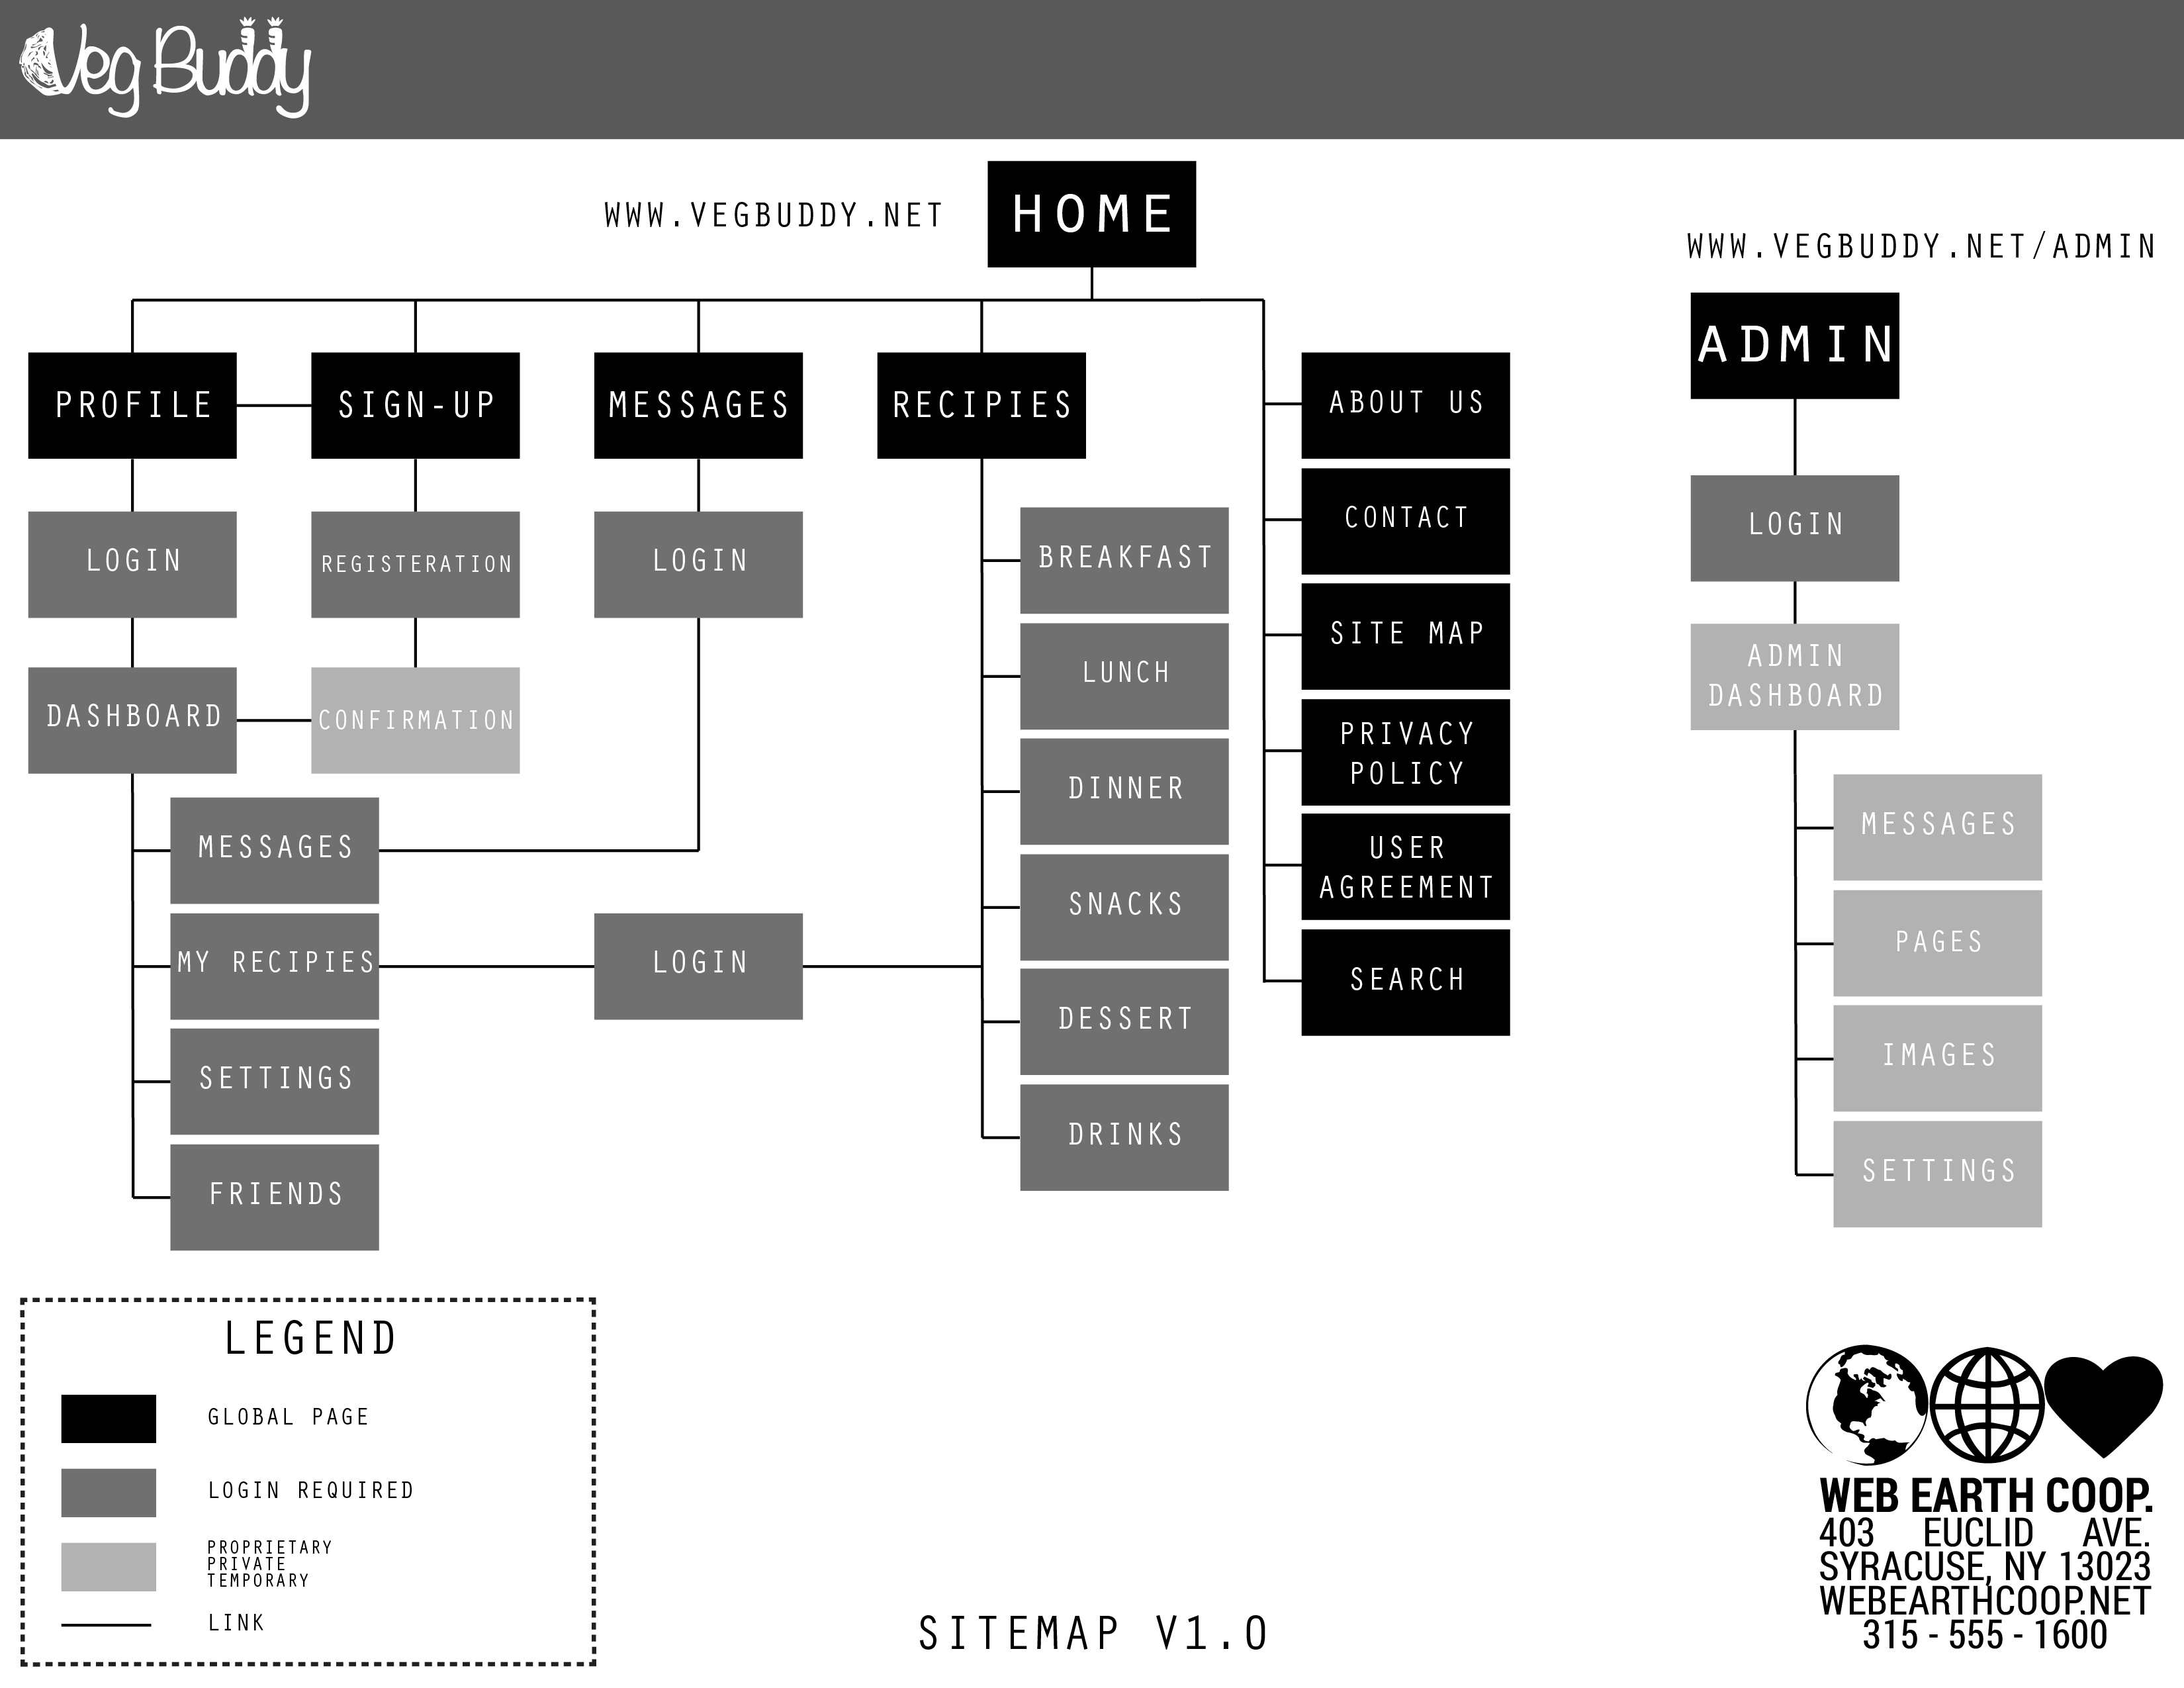 Veg Buddy
WWW.VEGBUDDY.NET
HOME
WWW.VEGBUDDY.NET/ADMIN
ADMIN
PROFILE
SIGN-UP
MESSAGES
RECIPIES
ABOUT US
CONTACT
SITE MAP
PRIVACY
POLICY
USER
AGREEMENT
SEARCH
LOGIN
REGISTERATION
LOGIN
BREAKFAST
LUNCH
DINNER
SNACKS
DESSERT
DRINKS
DASHBOARD
CONFIRMATION
MESSAGES
MY RECIPIES
LOGIN
SETTINGS
FRIENDS
LOGIN
ADMIN
DASHBOARD
MESSAGES
PAGES
IMAGES
SETTINGS
LEGEND
GLOBAL PAGE
LOGIN REQUIRED
PROPRIETARY
PRIVATE
TEMPORARY
LINK
SITEMAP V1.0
WEB EARTH COOP.
403 EUCLID AVE.
SYRACUSE, NY 13023
WEBEARTHCOOP.NET
315 - 555 - 1600